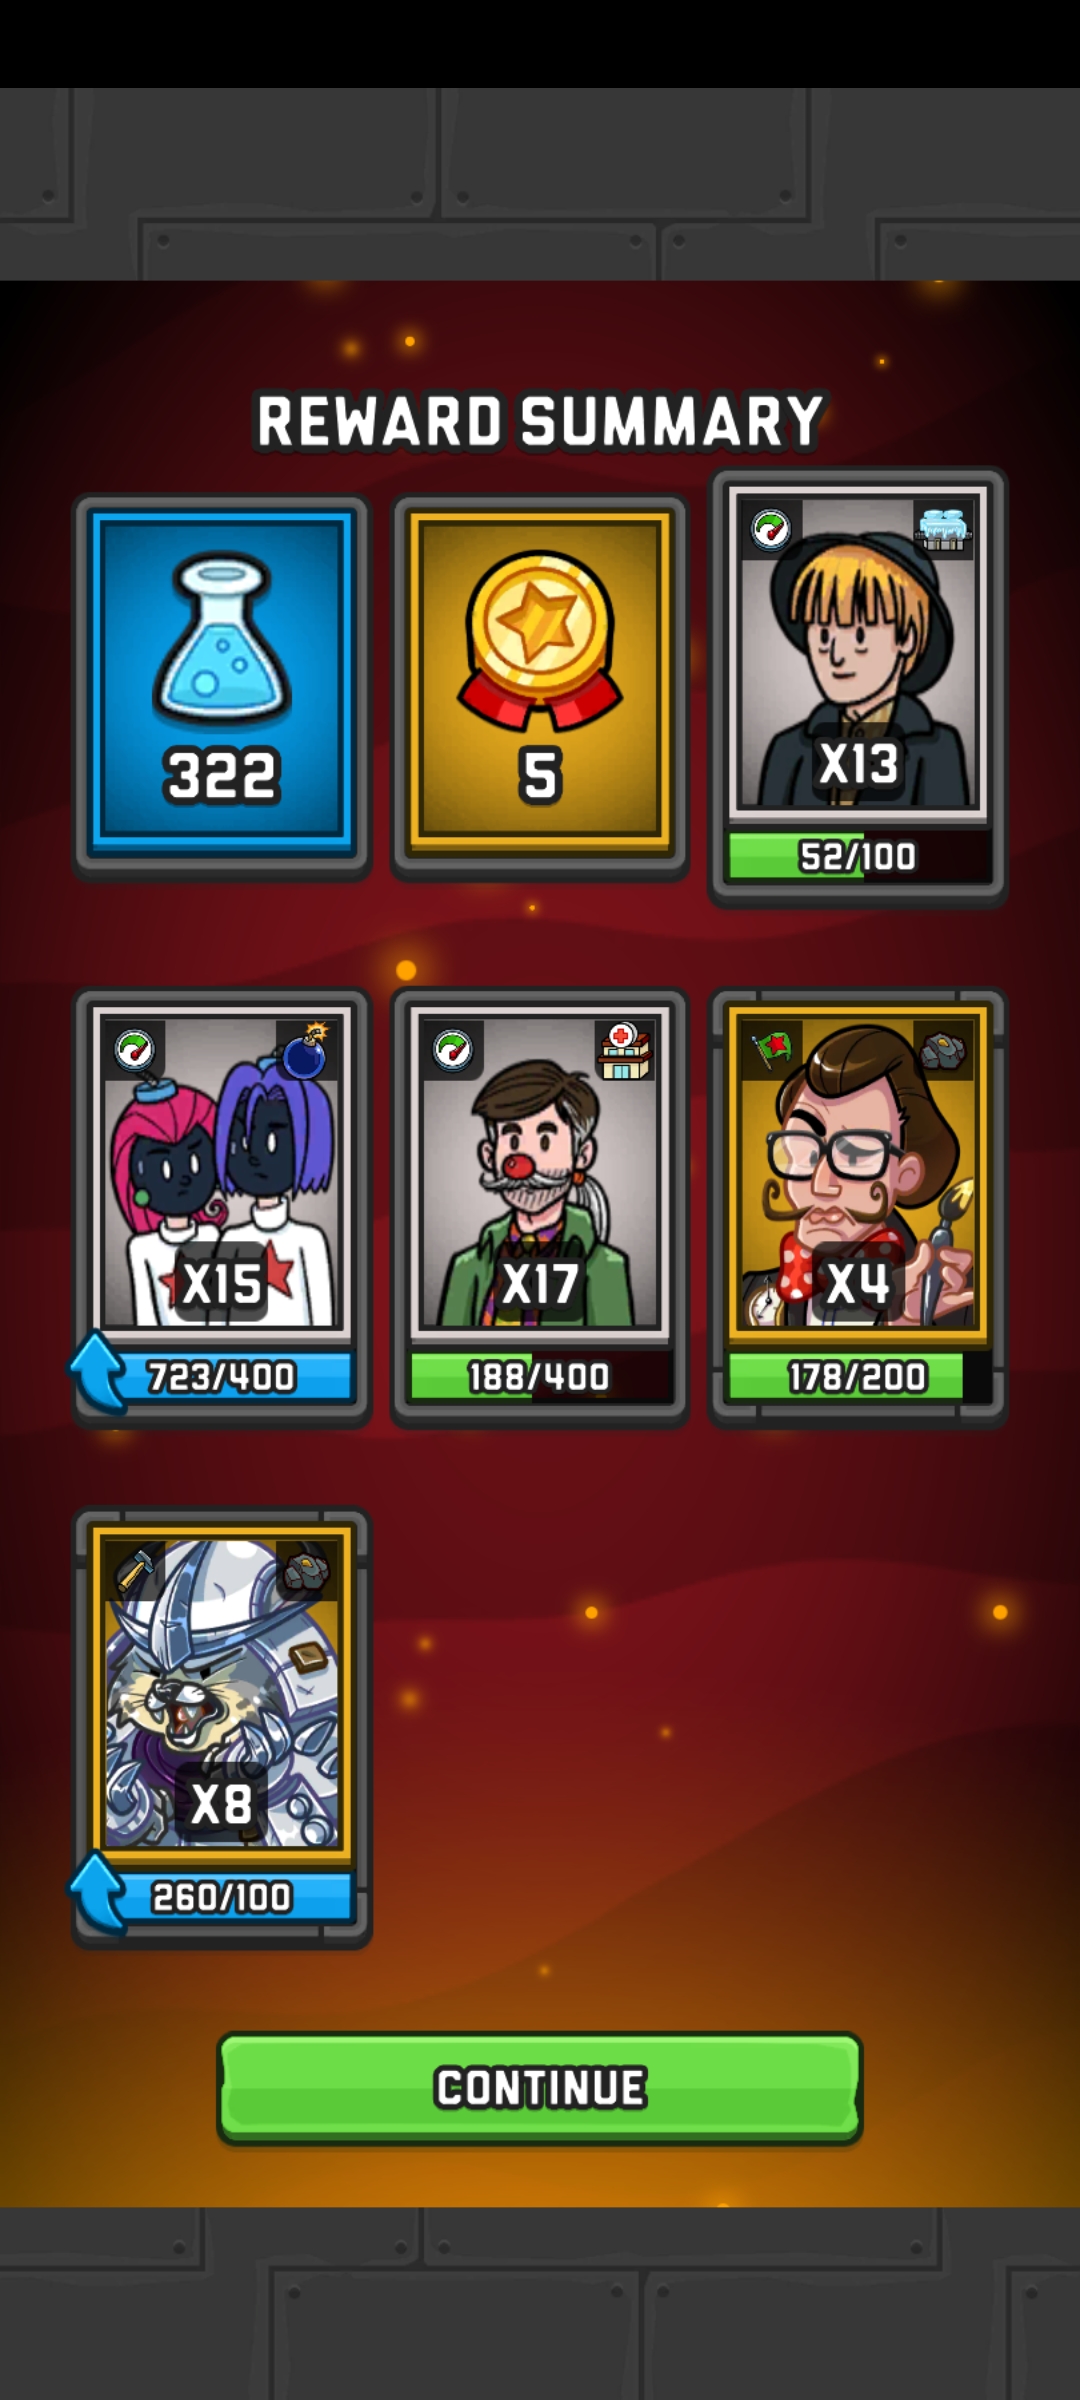 REWARD SUMMARY
322
5
X13
52/100
X15
723/400
X17
188/400
X4
178/200
X8
260/100
CONTINUE